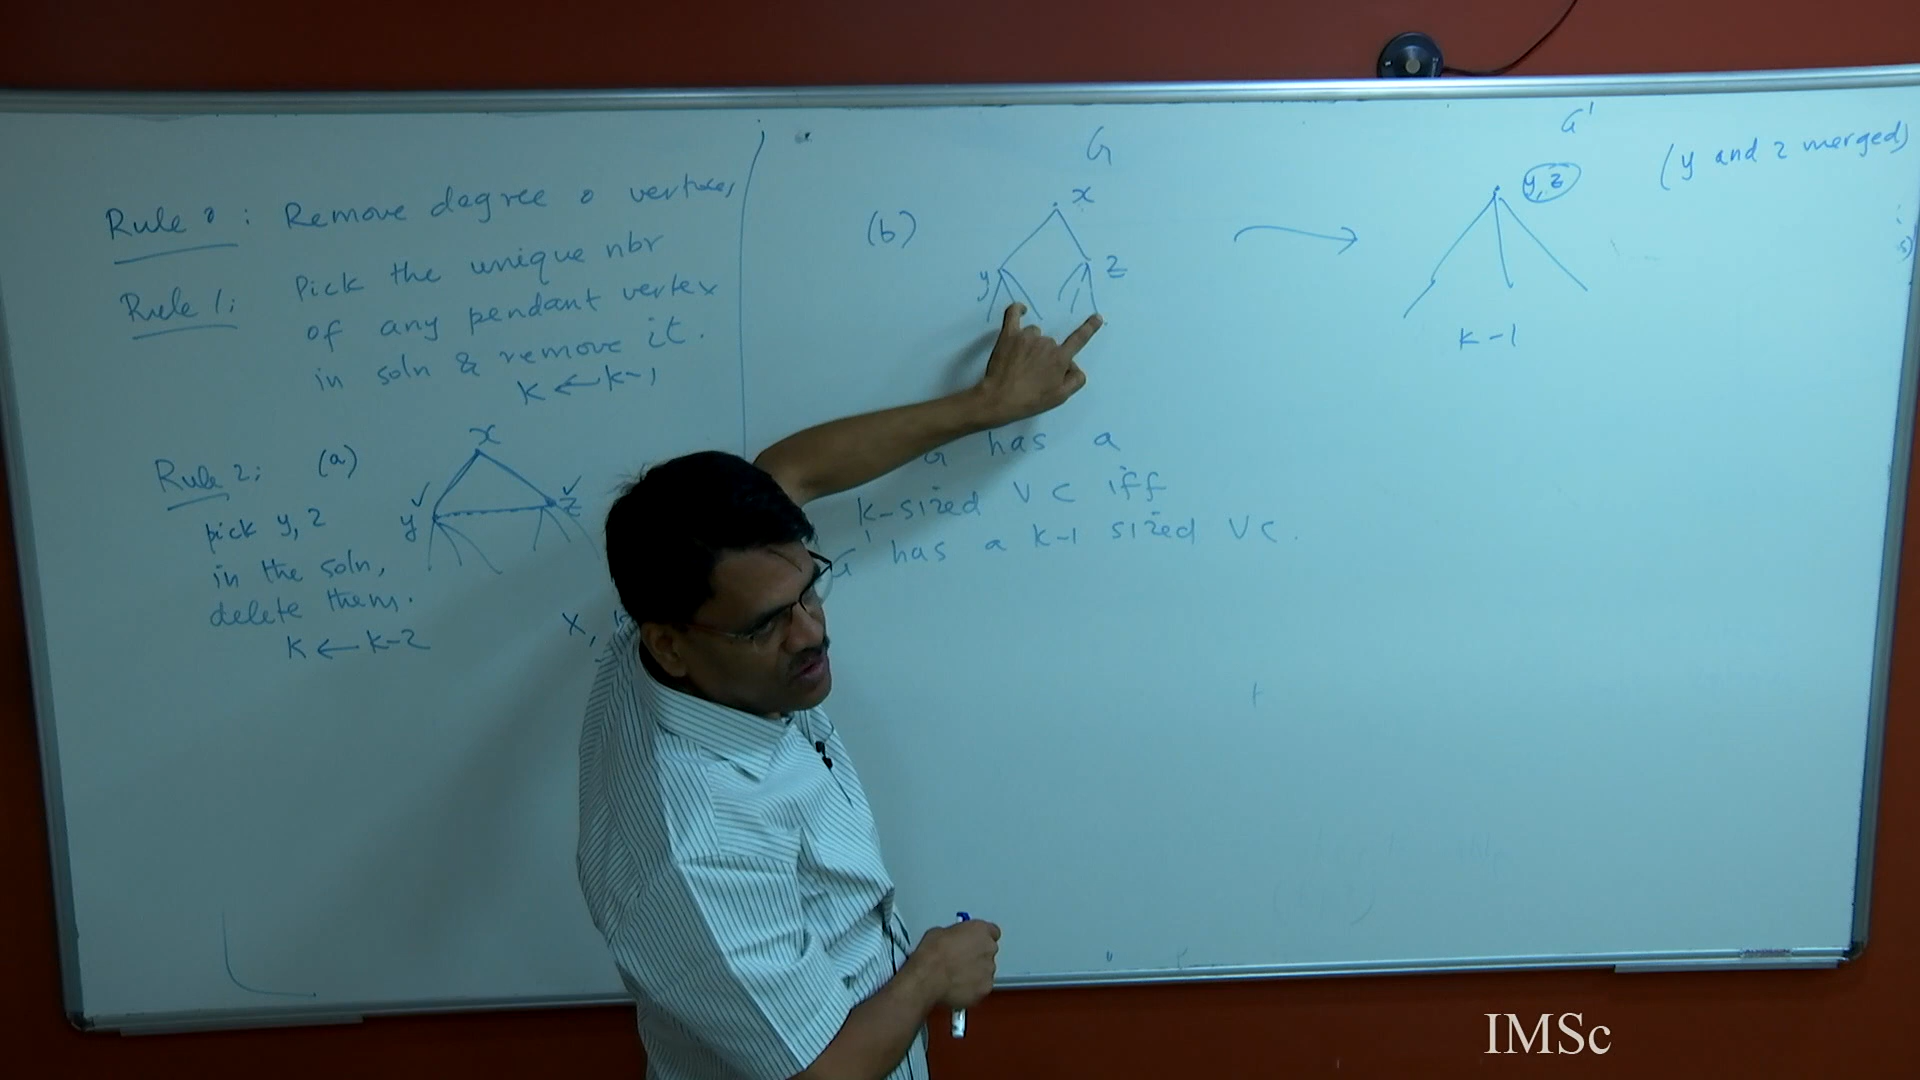 Rule 0: Remove degree 0 vertices
Rule 1: Pick the unique nbr
of any pendant vertex
in soln & remove it.
k ← k-1
Rule 2: (a)
x
y
z
pick y, z
in the soln,
delete them.
k ← k-2
x,
(b)
G
x
y
z
G'
y, z
(y and z merged)
k-1
G has a
k-sized VC iff
G' has a k-1 sized VC.
IMSc